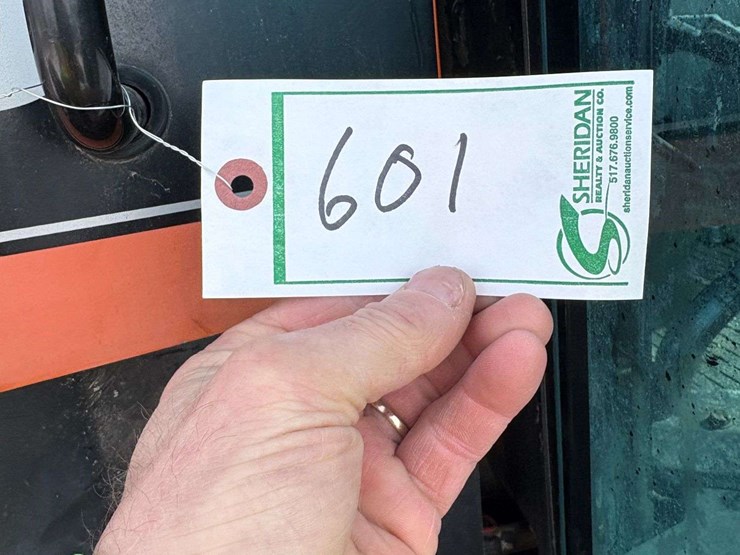 601
SHERIDAN
REALTY & AUCTION CO.
517.676.9800
sheridanauctionservice.com